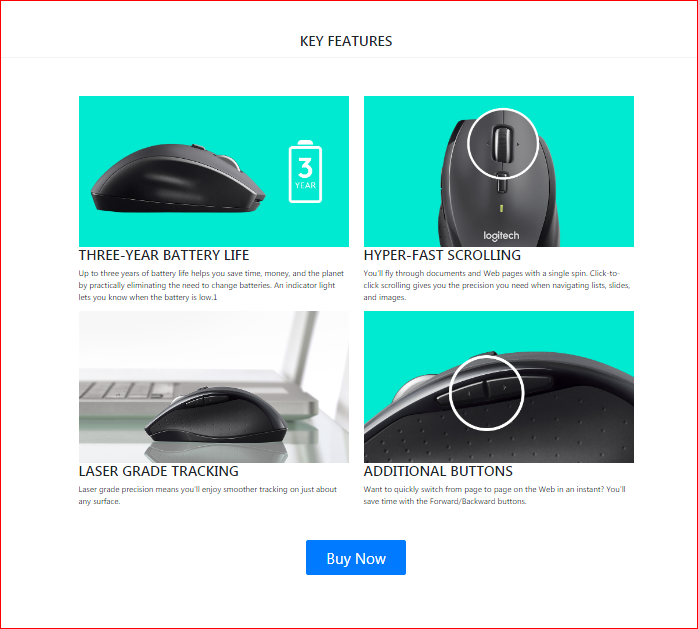 KEY FEATURES
3
YEAR
logitech
THREE-YEAR BATTERY LIFE
Up to three years of battery life helps you save time, money, and the planet
by practically eliminating the need to change batteries. An indicator light
lets you know when the battery is low.1
HYPER-FAST SCROLLING
You'll fly through documents and Web pages with a single spin. Click-to-
click scrolling gives you the precision you need when navigating lists, slides,
and images.
LASER GRADE TRACKING
Laser grade precision means you'll enjoy smoother tracking on just about
any surface.
ADDITIONAL BUTTONS
Want to quickly switch from page to page on the Web in an instant? You'll
save time with the Forward/Backward buttons.
Buy Now